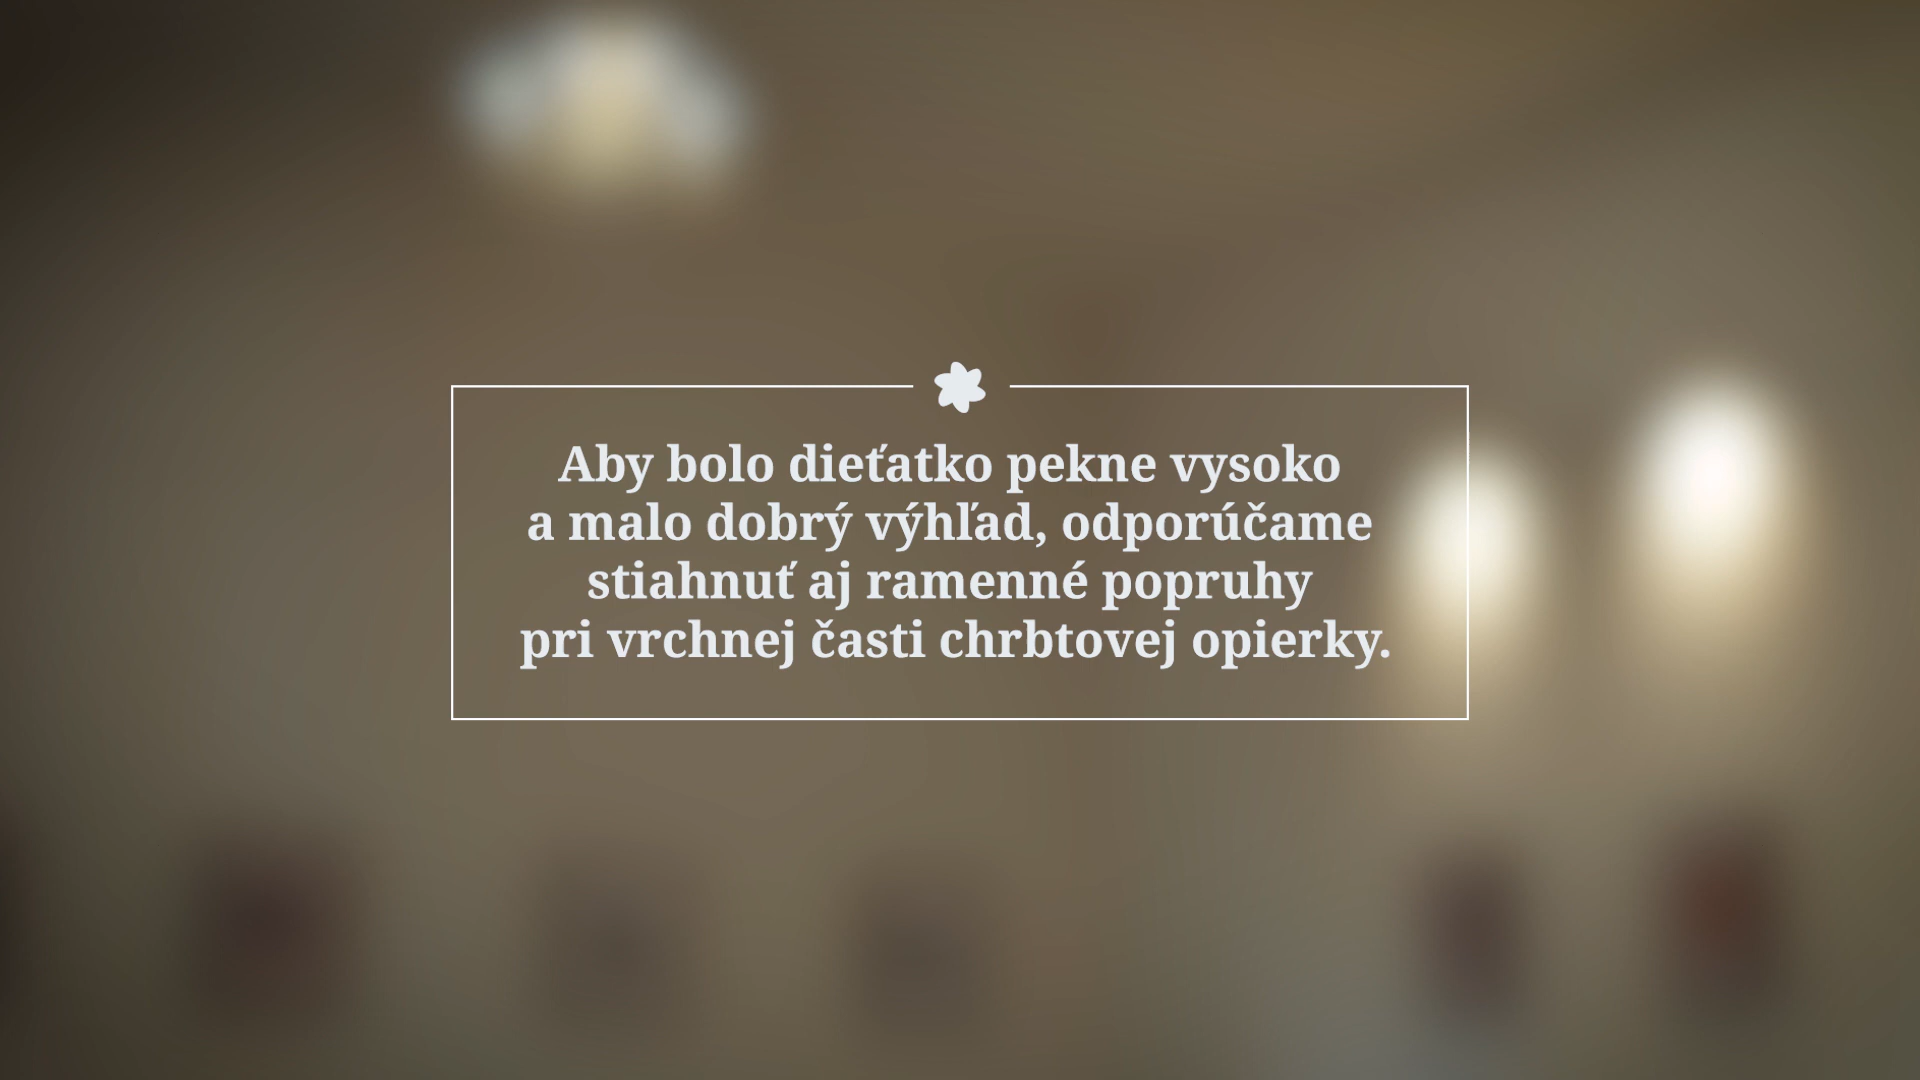 Aby bolo dieťatko pekne vysoko
a malo dobrý výhľad, odporúčame
stiahnuť aj ramenné popruhy
pri vrchnej časti chrbtovej opierky.